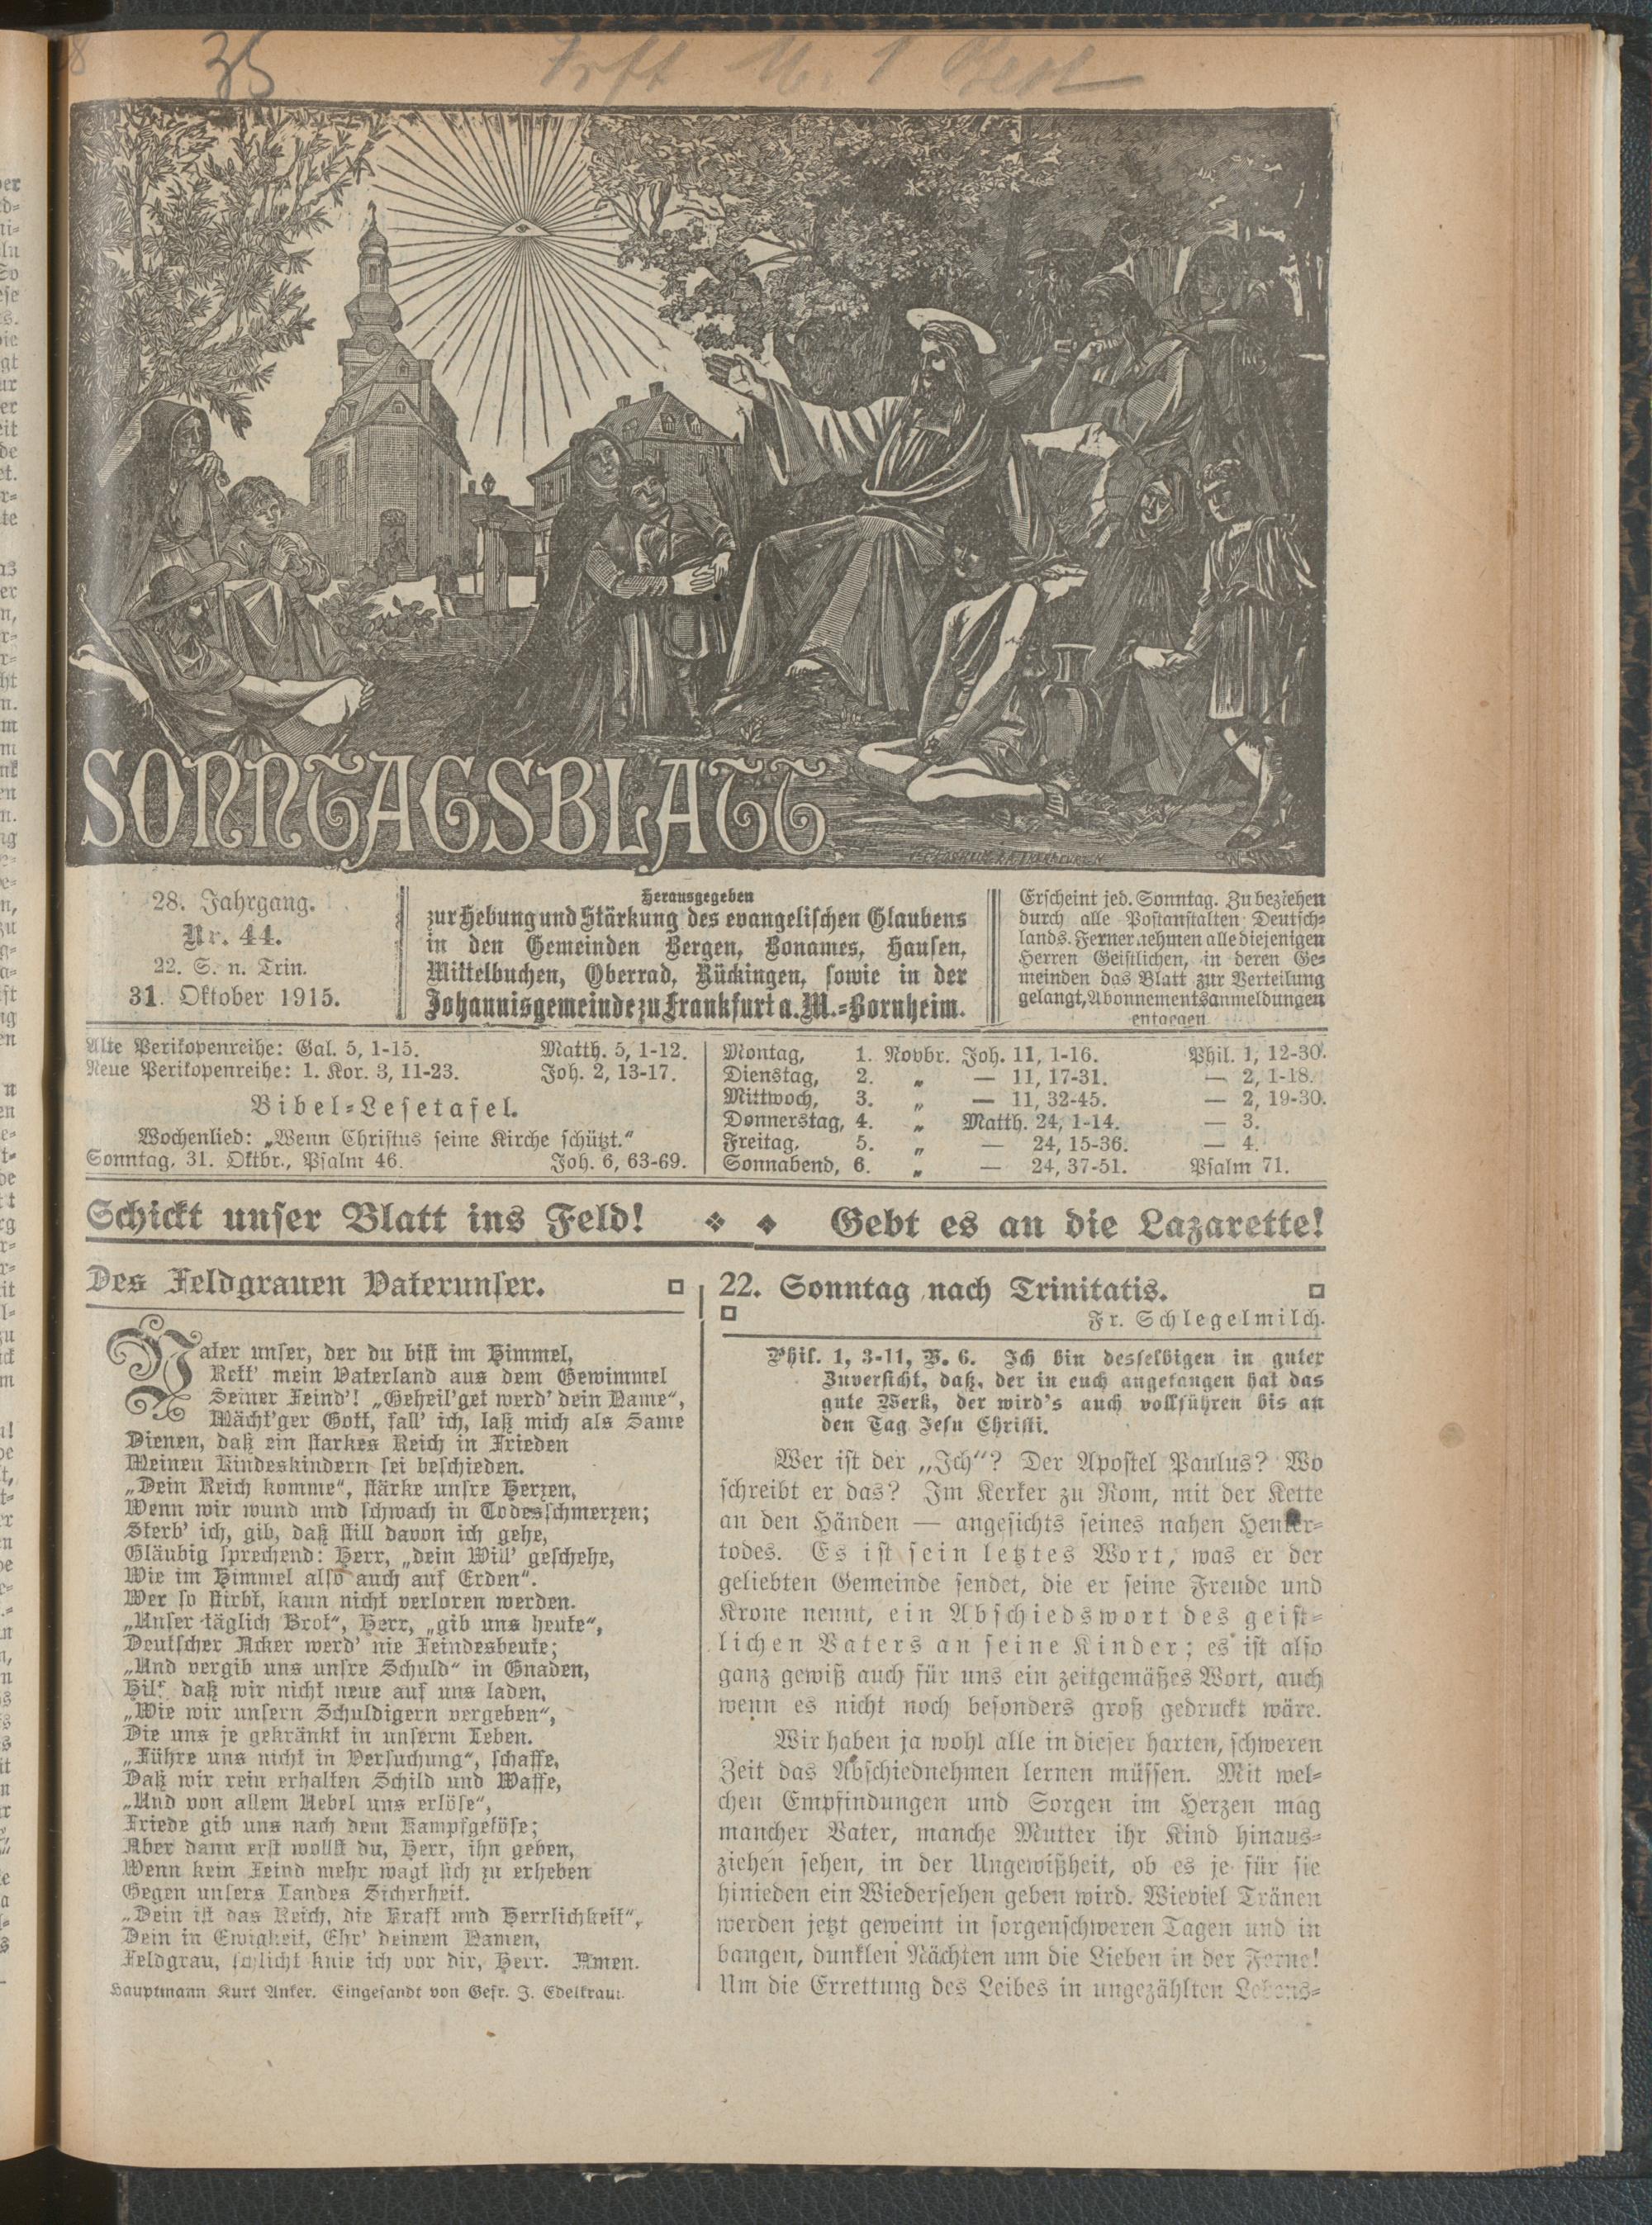 35
SONNTAGSBLATT
28. Jahrgang.
Nr. 44.
22. S. n. Trin.
31. Oktober 1915.
Herausgegeben
zur Hebung und Stärkung des evangelischen Glaubens
in den Gemeinden Bergen, Bonames, Hausen,
Mittelbuchen, Oberrad, Rückingen, sowie in der
Johannisgemeinde zu Frankfurt a. M.-Bornheim.
Erscheint jed. Sonntag. Zu beziehen
durch alle Postanstalten Deutsch-
lands. Ferner nehmen alle diejenigen
Herren Geistlichen, in deren Ge-
meinden das Blatt zur Verteilung
gelangt, Abonnementsanmeldungen
entgegen.
Alte Perikopenreihe: Gal. 5, 1-15. Matth. 5, 1-12.
Neue Perikopenreihe: 1. Kor. 3, 11-23. Joh. 2, 13-17.
Bibel-Lesetafel.
Wochenlied: „Wenn Christus seine Kirche schützt.“
Sonntag, 31. Oktbr., Psalm 46. Joh. 6, 63-69.
Montag, 1. Novbr. Joh. 11, 1-16. Phil. 1, 12-30.
Dienstag, 2. „ — 11, 17-31. — 2, 1-18.
Mittwoch, 3. „ — 11, 32-45. — 2, 19-30.
Donnerstag, 4. „ Matth. 24, 1-14. — 3.
Freitag, 5. „ — 24, 15-36. — 4.
Sonnabend, 6. „ — 24, 37-51. Psalm 71.
Schickt unser Blatt ins Feld! Gebt es an die Lazarette!
Des Feldgrauen Vaterunser.
Vater unser, der du bist im Himmel,
Rett' mein Vaterland aus dem Gewimmel
Seiner Feind'! „Geheil'get werd' dein Name“,
Mächt'ger Gott, fall' ich, laß mich als Same
Dienen, daß ein starkes Reich in Frieden
Meinen Kindeskindern sei beschieden.
„Dein Reich komme“, stärke unsre Herzen,
Wenn wir wund und schwach in Todesschmerzen;
Sterb' ich, gib, daß still davon ich gehe,
Gläubig sprechend: Herr, „dein Will' geschehe,
Wie im Himmel also auch auf Erden“.
Wer so stirbt, kann nicht verloren werden.
„Unser täglich Brot“, Herr, „gib uns heute“,
Deutscher Acker werd' nie Feindesbeute;
„Und vergib uns unsre Schuld“ in Gnaden,
Hilf, daß wir nicht neue auf uns laden,
„Wie wir unsern Schuldigern vergeben“,
Die uns je gekränkt in unserm Leben.
„Führe uns nicht in Versuchung“, schaffe,
Daß wir rein erhalten Schild und Waffe,
„Und von allem Uebel uns erlöse“,
Friede gib uns nach dem Kampfgetöse;
Aber dann erst wollst du, Herr, ihn geben,
Wenn kein Feind mehr wagt sich zu erheben
Gegen unsers Landes Sicherheit.
„Dein ist das Reich, die Kraft und Herrlichkeit“,
Dein in Ewigkeit, Ehr' deinem Namen,
Feldgrau, schlicht knie ich vor dir, Herr. Amen.
Hauptmann Kurt Anker. Eingesandt von Gefr. J. Edelkraut.
22. Sonntag nach Trinitatis.
Fr. Schlegelmilch.
Phil. 1, 3-11, V. 6. Ich bin desselbigen in guter
Zuversicht, daß, der in euch angefangen hat das
gute Werk, der wird's auch vollführen bis an
den Tag Jesu Christi.
Wer ist der „Ich“? Der Apostel Paulus? Wo
schreibt er das? Im Kerker zu Rom, mit der Kette
an den Händen — angesichts seines nahen Henker-
todes. Es ist sein letztes Wort, was er der
geliebten Gemeinde sendet, die er seine Freude und
Krone nennt, ein Abschiedswort des geist-
lichen Vaters an seine Kinder; es ist also
ganz gewiß auch für uns ein zeitgemäßes Wort, auch
wenn es nicht noch besonders groß gedruckt wäre.
Wir haben ja wohl alle in dieser harten, schweren
Zeit das Abschiednehmen lernen müssen. Mit wel-
chen Empfindungen und Sorgen im Herzen mag
mancher Vater, manche Mutter ihr Kind hinaus-
ziehen sehen, in der Ungewißheit, ob es je für sie
hinieden ein Wiedersehen geben wird. Wieviel Tränen
werden jetzt geweint in sorgenschweren Tagen und in
bangen, dunklen Nächten um die Lieben in der Ferne!
Um die Errettung des Leibes in ungezählten Lebens-